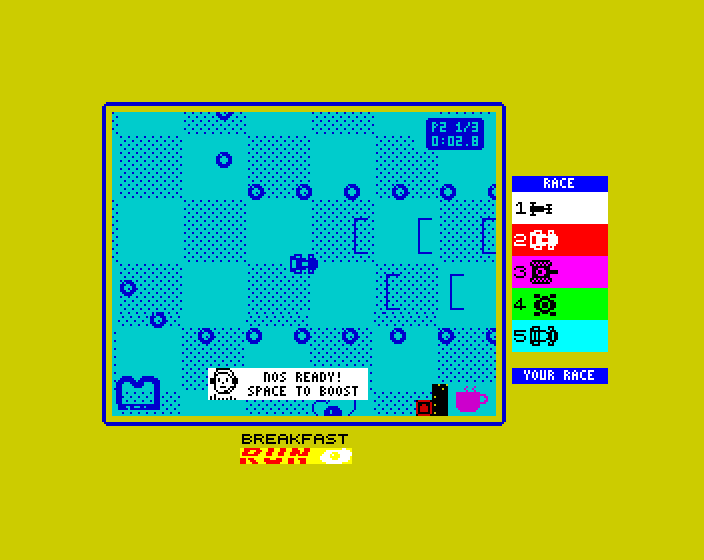 P2 1/3
0:02.8
RACE
1
2
3
4
5
YOUR RACE
NOS READY!
SPACE TO BOOST
BREAKFAST
RUN